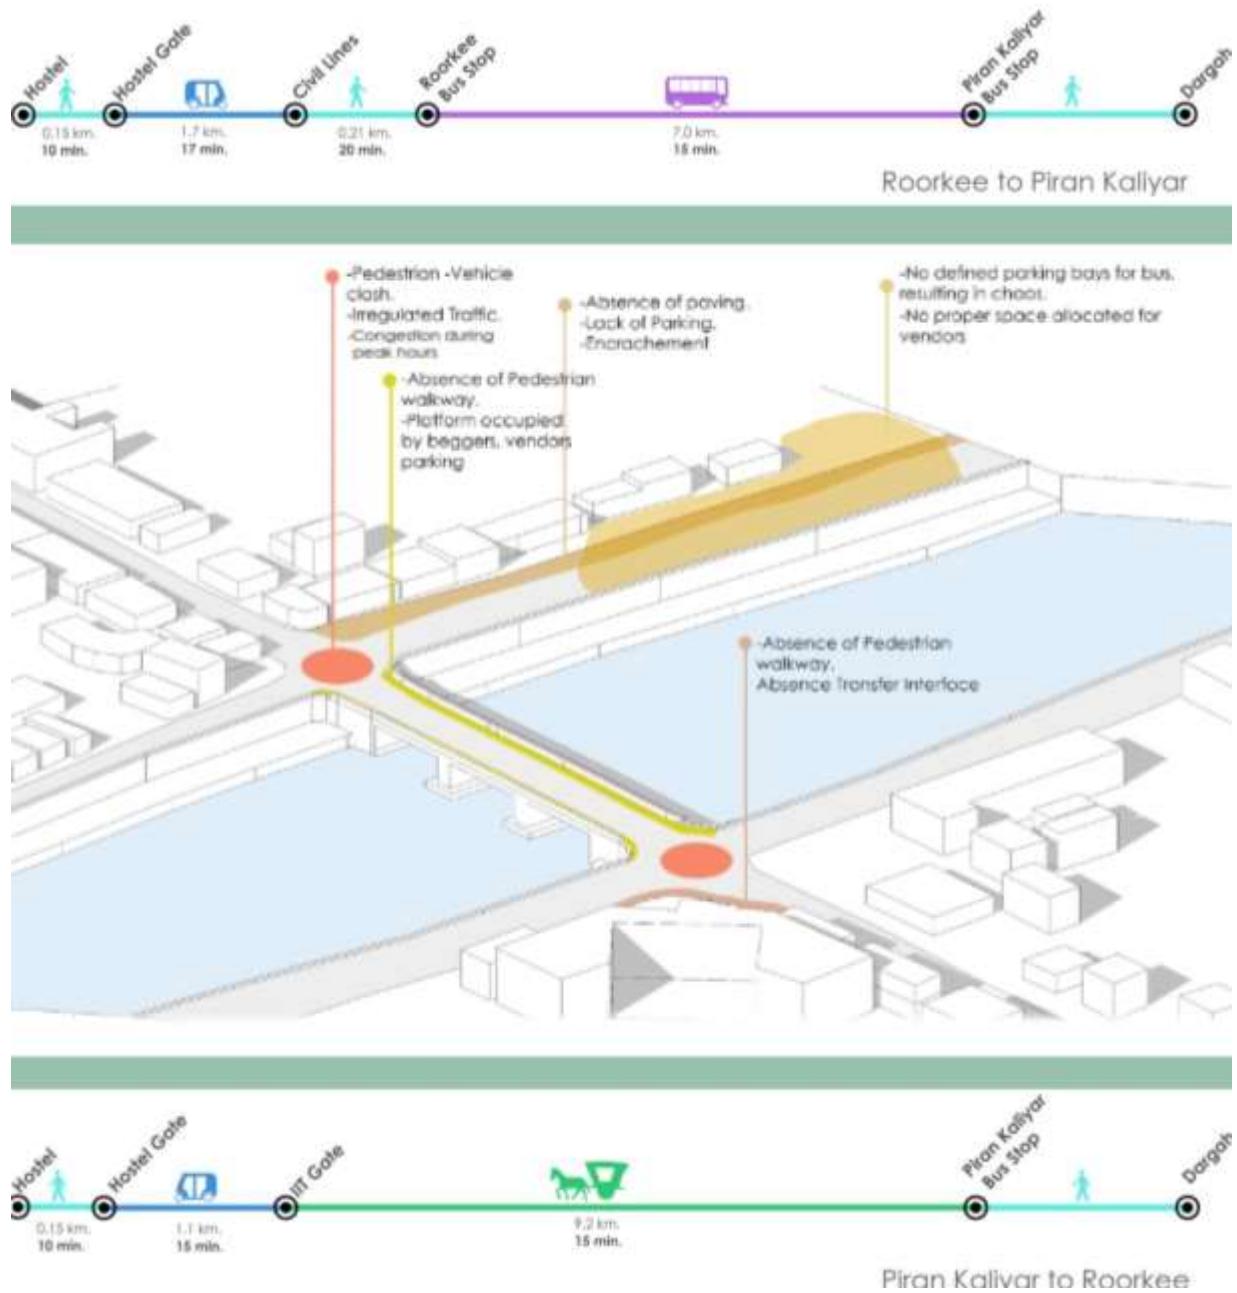 Hostel
Hostel Gate
Civil Lines
Roorkee
Bus Stop
Piran Kaliyar
Bus Stop
Dargah
0.15 km.
10 min.
1.7 km.
17 min.
0.21 km.
20 min.
7.0 km.
15 min.
Roorkee to Piran Kaliyar
-Pedestrion -Vehicle
clash.
-Irregulated Traffic.
-Congestion during
peak hours
-Absence of Pedestrian
walkway.
-Platform occupied
by beggers, vendors
parking
-Absence of paving.
-Lack of Parking.
-Encrachement
-No defined parking bays for bus,
resulting in chaos.
-No proper space allocated for
vendors
-Absence of Pedestrian
walkway.
Absence Transfer Interface
Hostel
Hostel Gate
IIT Gate
Piran Kaliyar
Bus Stop
Dargah
0.15 km.
10 min.
1.1 km.
15 min.
9.2 km.
15 min.
Piran Kaliyar to Roorkee